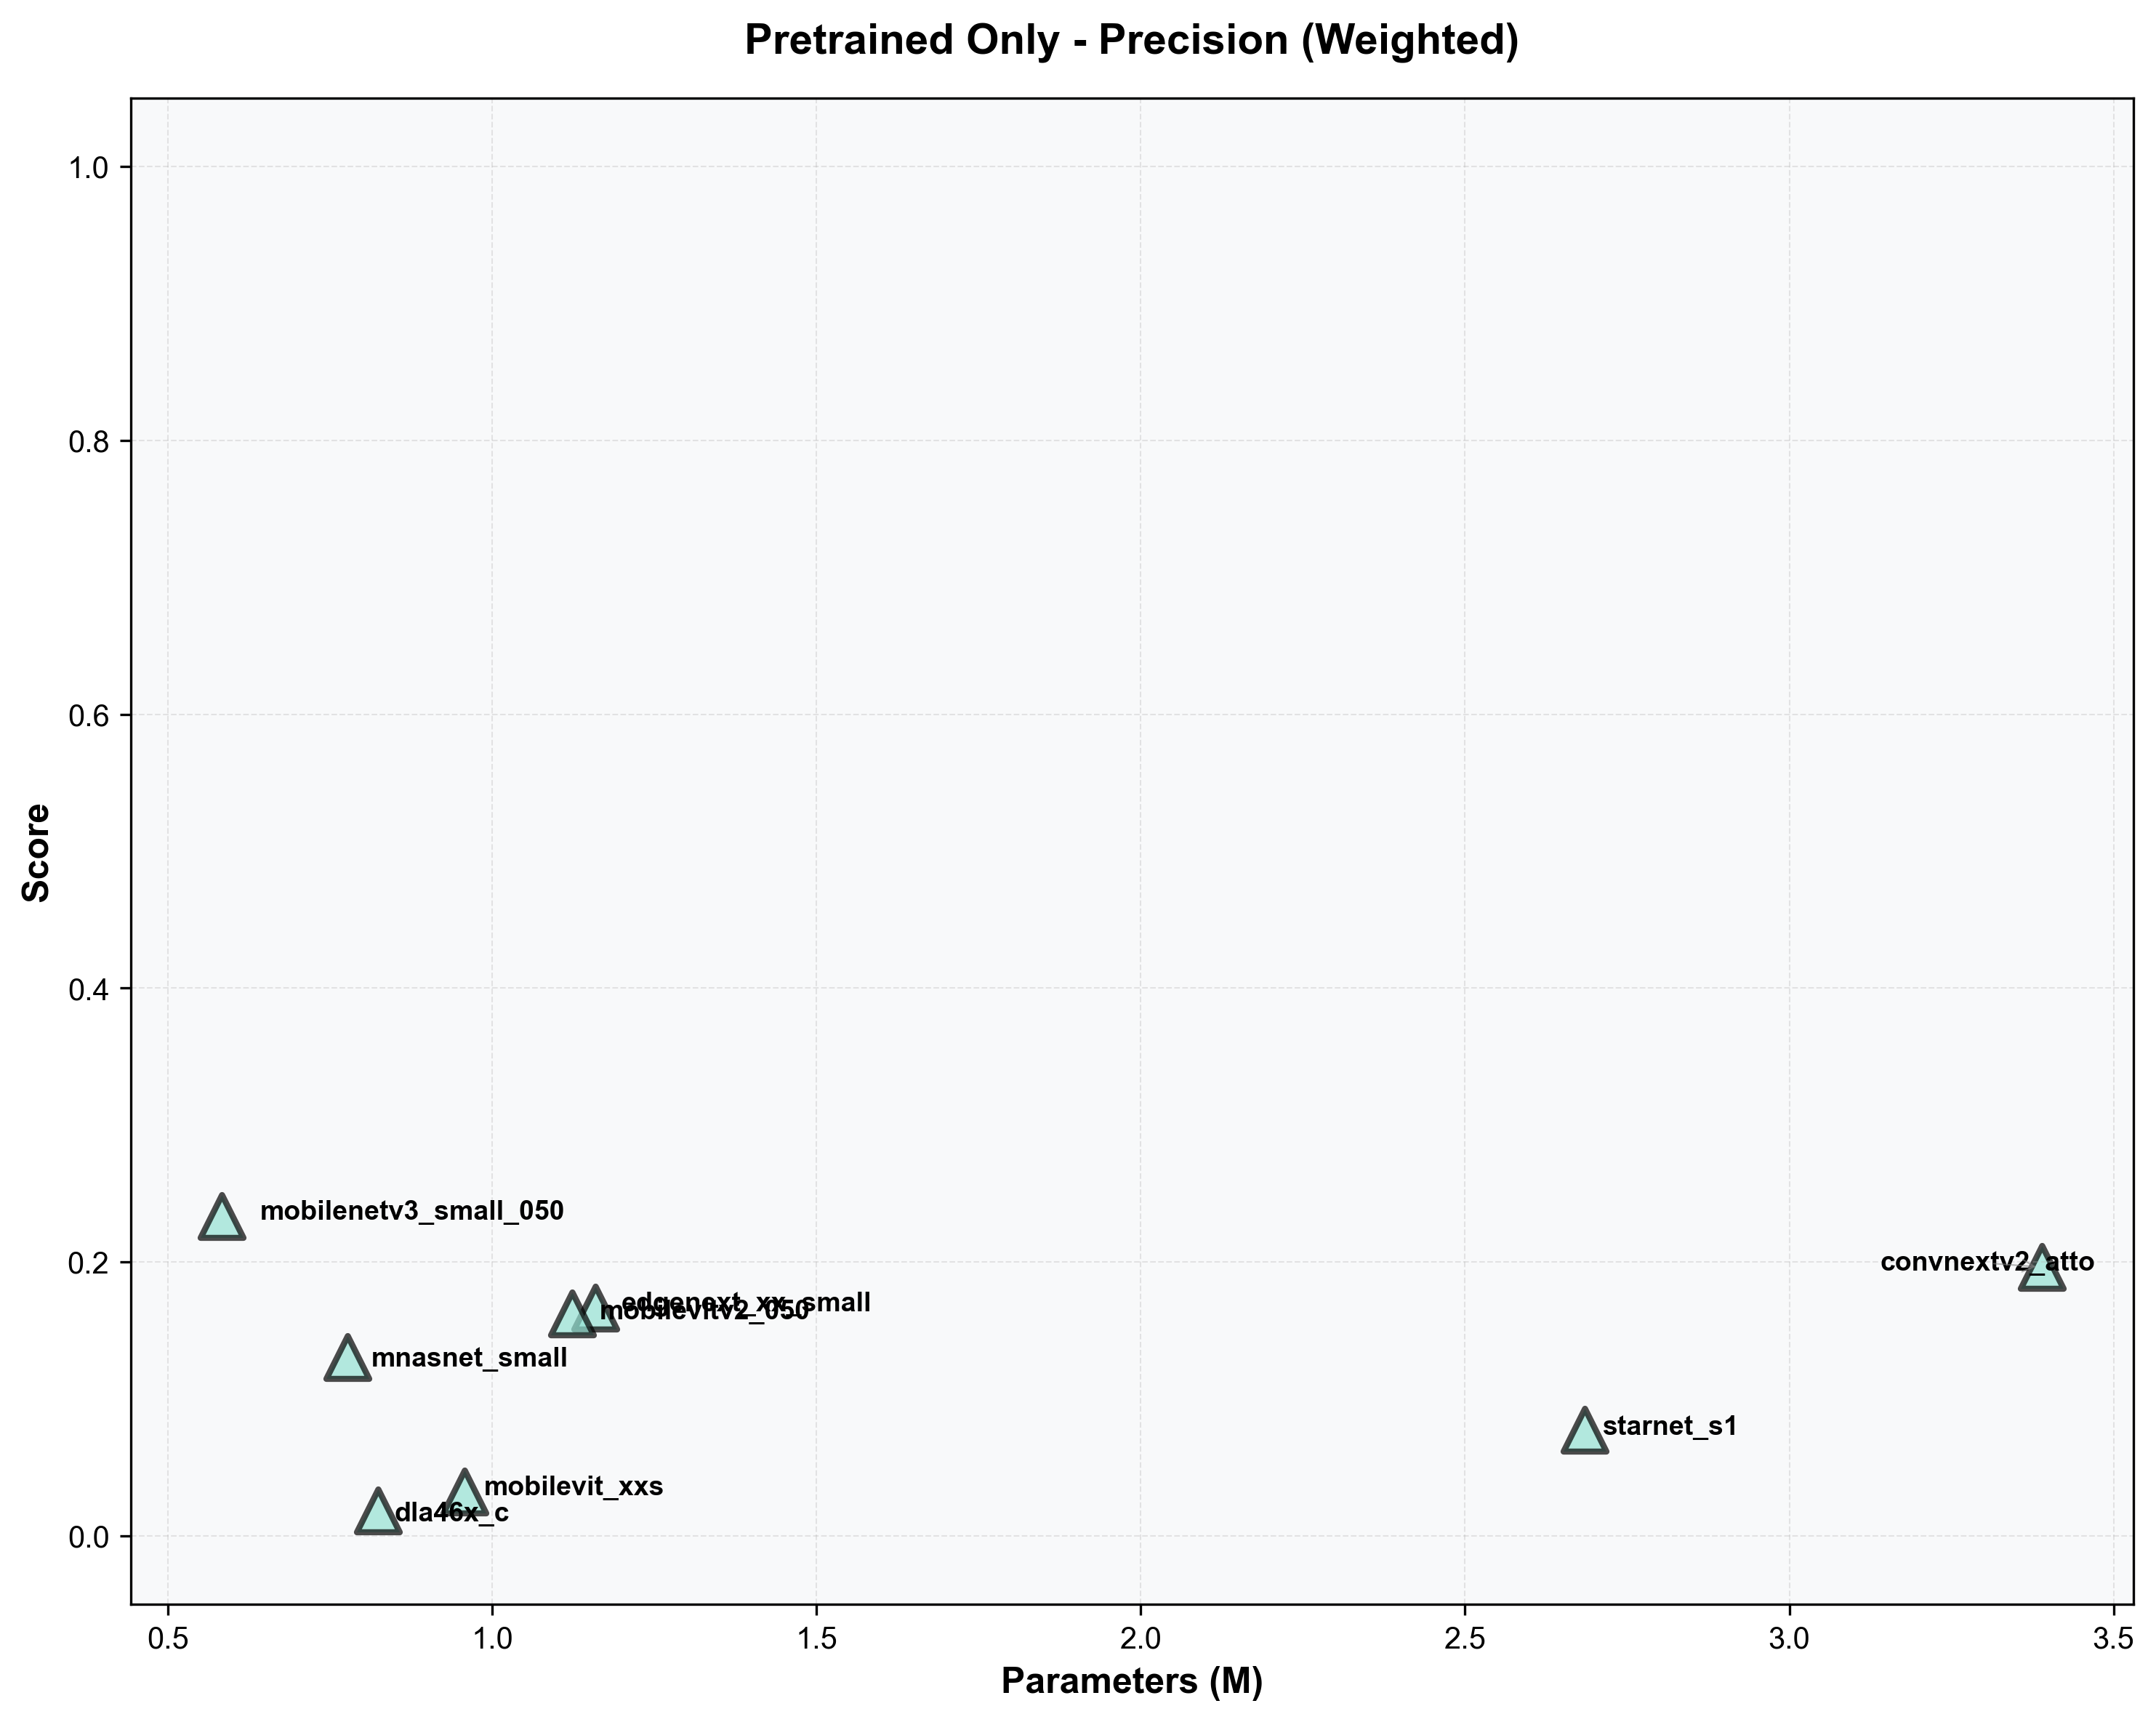 Pretrained Only - Precision (Weighted)
1.0
0.8
0.6
0.4
0.2
0.0
Score
mobilenetv3_small_050
convnextv2_atto
edgenext_xx_small
mobilevitv2_050
mnasnet_small
starnet_s1
mobilevit_xxs
dla46x_c
0.5
1.0
1.5
2.0
2.5
3.0
3.5
Parameters (M)